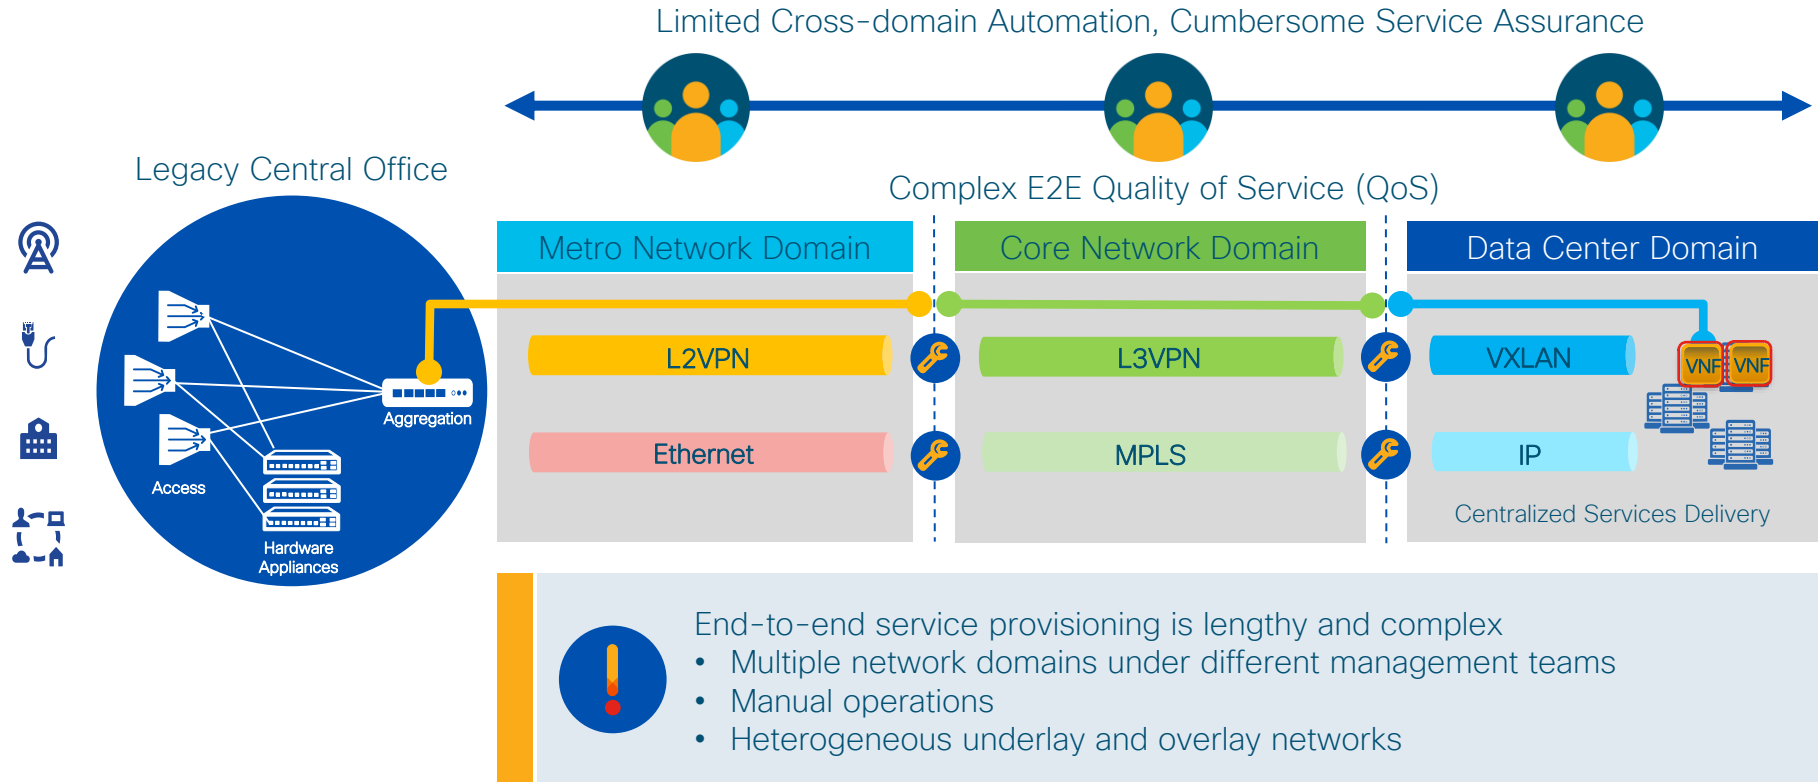 Limited Cross-domain Automation, Cumbersome Service Assurance
Legacy Central Office
Complex E2E Quality of Service (QoS)
Metro Network Domain
Core Network Domain
Data Center Domain
L2VPN
L3VPN
VXLAN
VNF
VNF
Aggregation
Ethernet
MPLS
IP
Access
Centralized Services Delivery
Hardware
Appliances
End-to-end service provisioning is lengthy and complex
• Multiple network domains under different management teams
• Manual operations
• Heterogeneous underlay and overlay networks